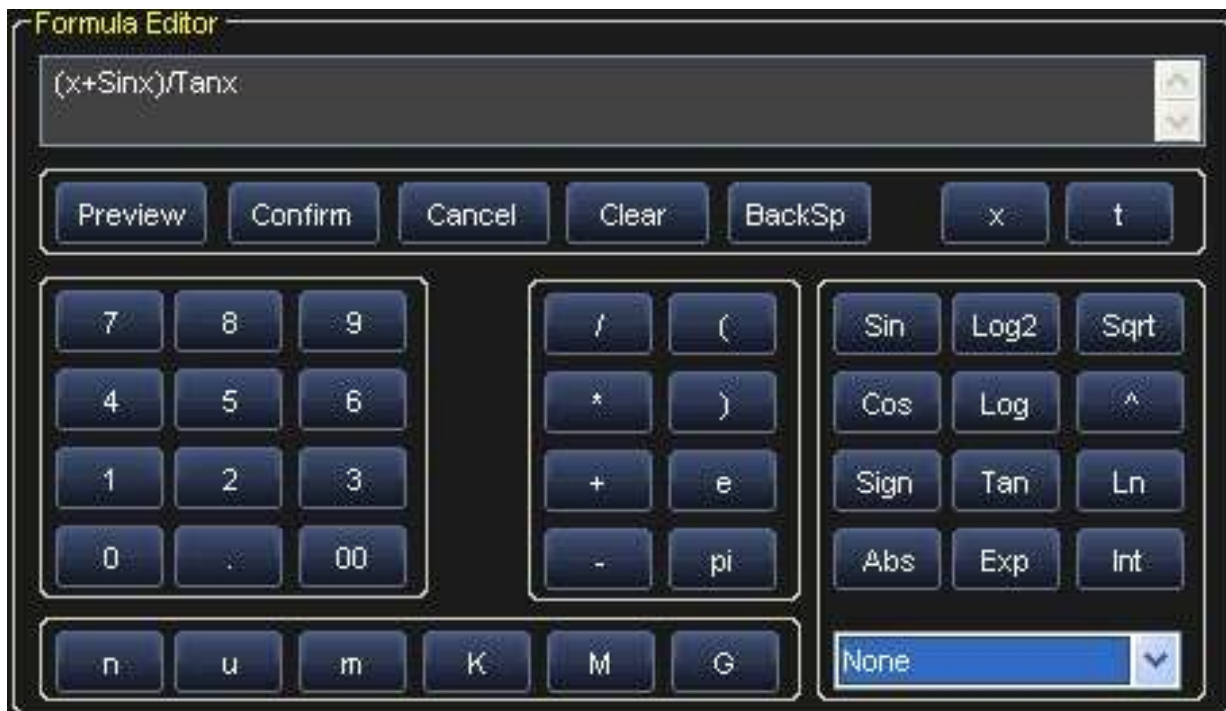 Formula Editor
(x+Sinx)/Tanx
Preview Confirm Cancel Clear BackSp x t
7 8 9 / ( Sin Log2 Sqrt
4 5 6 * ) Cos Log ^
1 2 3 + e Sign Tan Ln
0 . 00 - pi Abs Exp Int
n u m K M G None